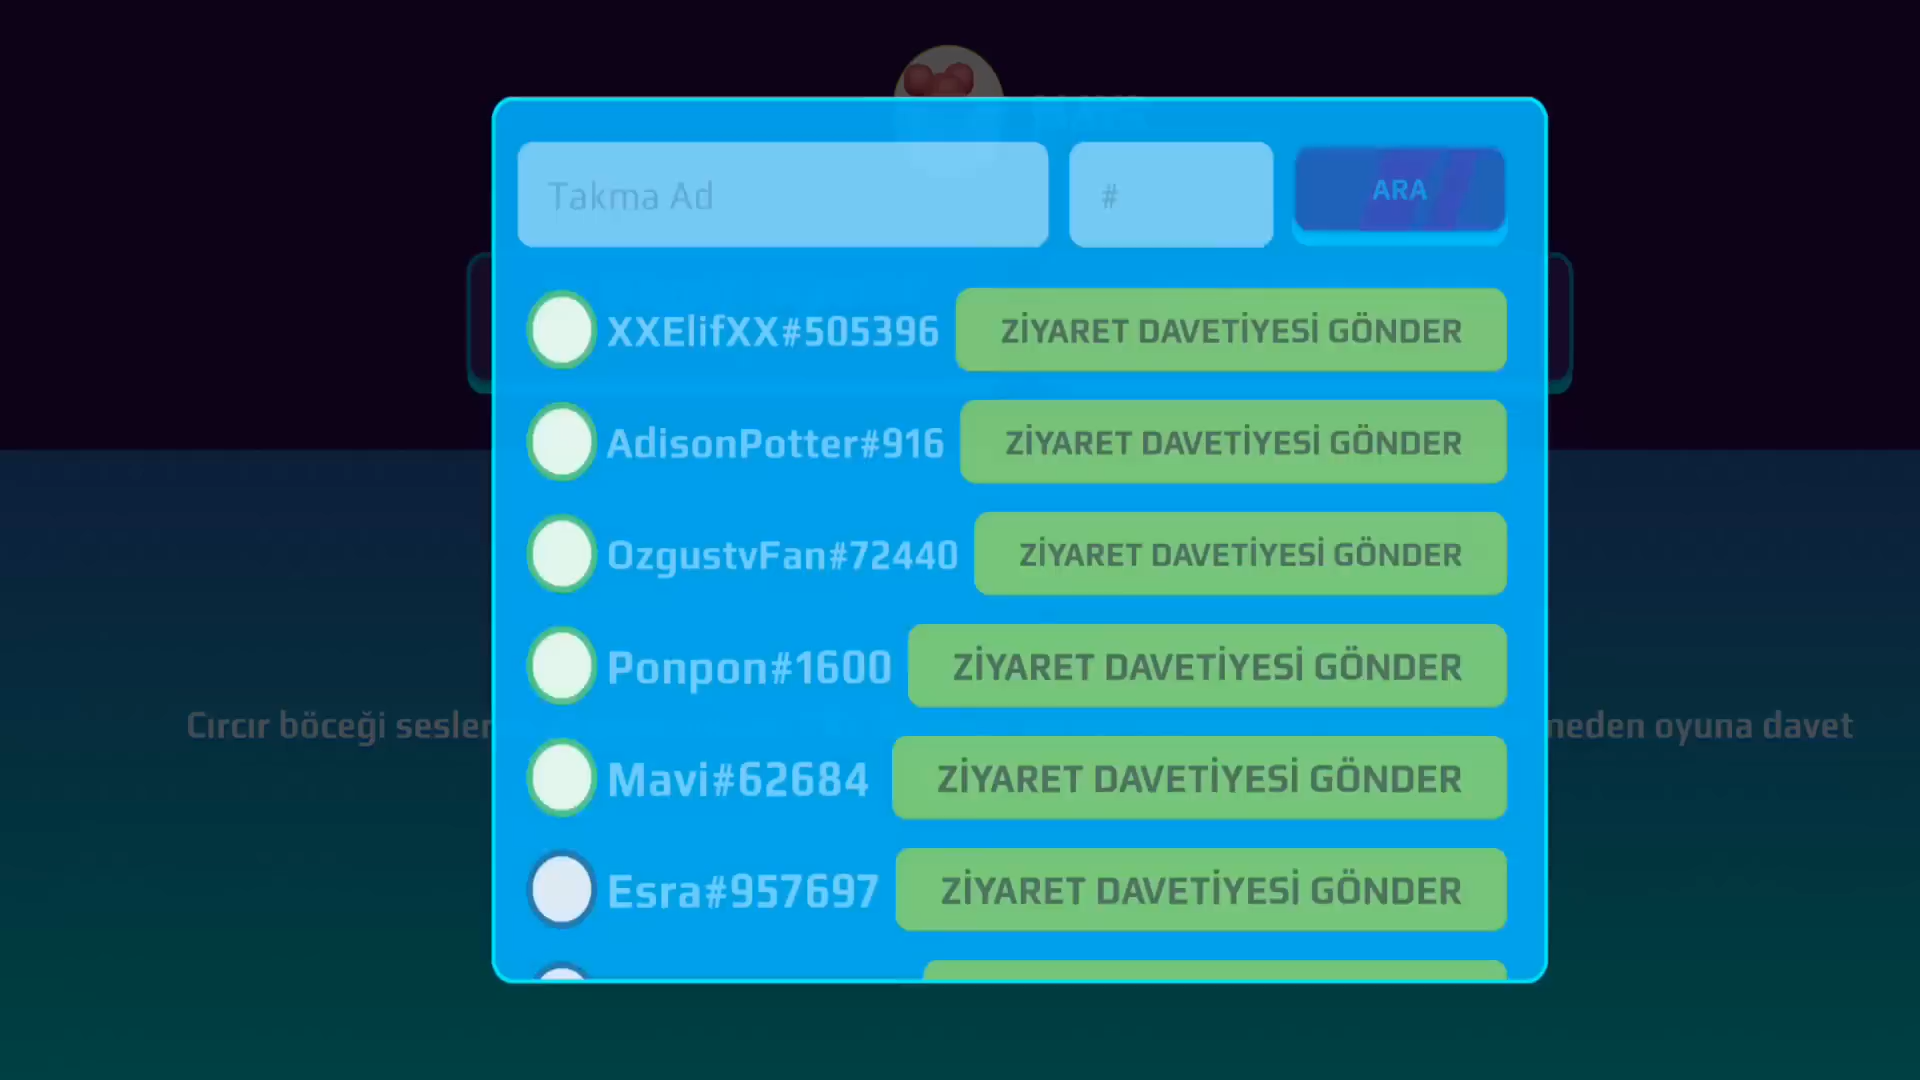 Takma Ad
#
ARA
XXElifXX#505396
ZİYARET DAVETİYESİ GÖNDER
AdisonPotter#916
ZİYARET DAVETİYESİ GÖNDER
OzgustvFan#72440
ZİYARET DAVETİYESİ GÖNDER
Ponpon#1600
ZİYARET DAVETİYESİ GÖNDER
Cırcır böceği
oyuna davet
Mavi#62684
ZİYARET DAVETİYESİ GÖNDER
Esra#957697
ZİYARET DAVETİYESİ GÖNDER